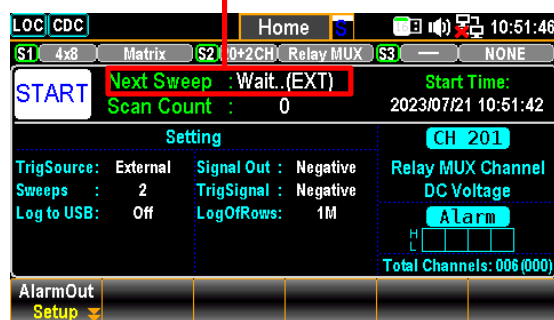 LOC CDC Home S 10:51:46
S1 4x8 Matrix S2 20+2CH Relay MUX S3 — NONE
START
Next Sweep : Wait..(EXT)
Scan Count : 0
Start Time:
2023/07/21 10:51:42
Setting
TrigSource: External Signal Out : Negative
Sweeps : 2 TrigSignal : Negative
Log to USB: Off LogOfRows: 1M
CH 201
Relay MUX Channel
DC Voltage
Alarm
H
L
Total Channels: 006 (000)
AlarmOut
Setup